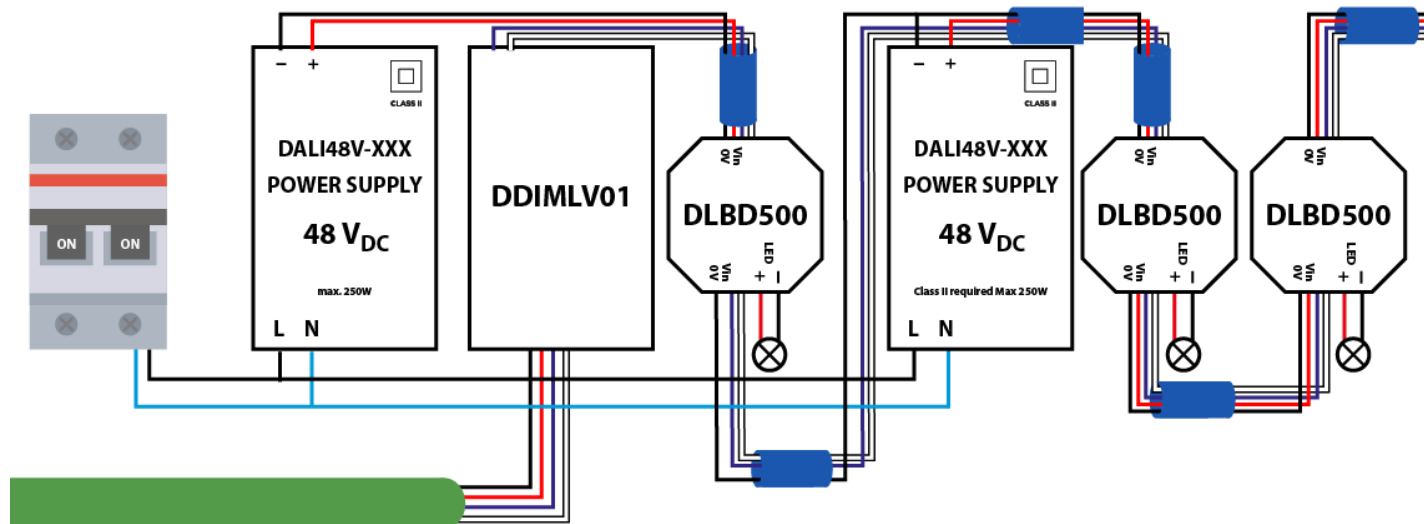 ON
ON
− +
CLASS II
DALI48V-XXX
POWER SUPPLY
48 VDC
max. 250W
L N
DDIMLV01
0V
Vin
DLBD500
0V
Vin
LED
+ −
− +
CLASS II
DALI48V-XXX
POWER SUPPLY
48 VDC
Class II required Max 250W
L N
0V
Vin
DLBD500
0V
Vin
LED
+ −
0V
Vin
DLBD500
0V
Vin
LED
+ −